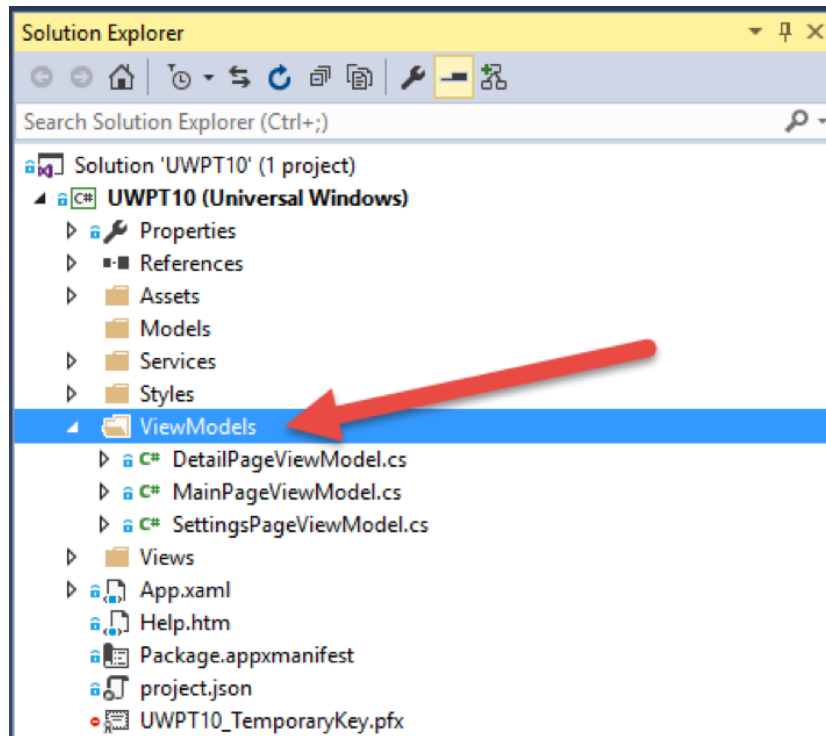 Solution Explorer
Search Solution Explorer (Ctrl+;)
Solution 'UWPT10' (1 project)
C# UWPT10 (Universal Windows)
Properties
References
Assets
Models
Services
Styles
ViewModels
C# DetailPageViewModel.cs
C# MainPageViewModel.cs
C# SettingsPageViewModel.cs
Views
App.xaml
Help.htm
Package.appxmanifest
project.json
UWPT10_TemporaryKey.pfx